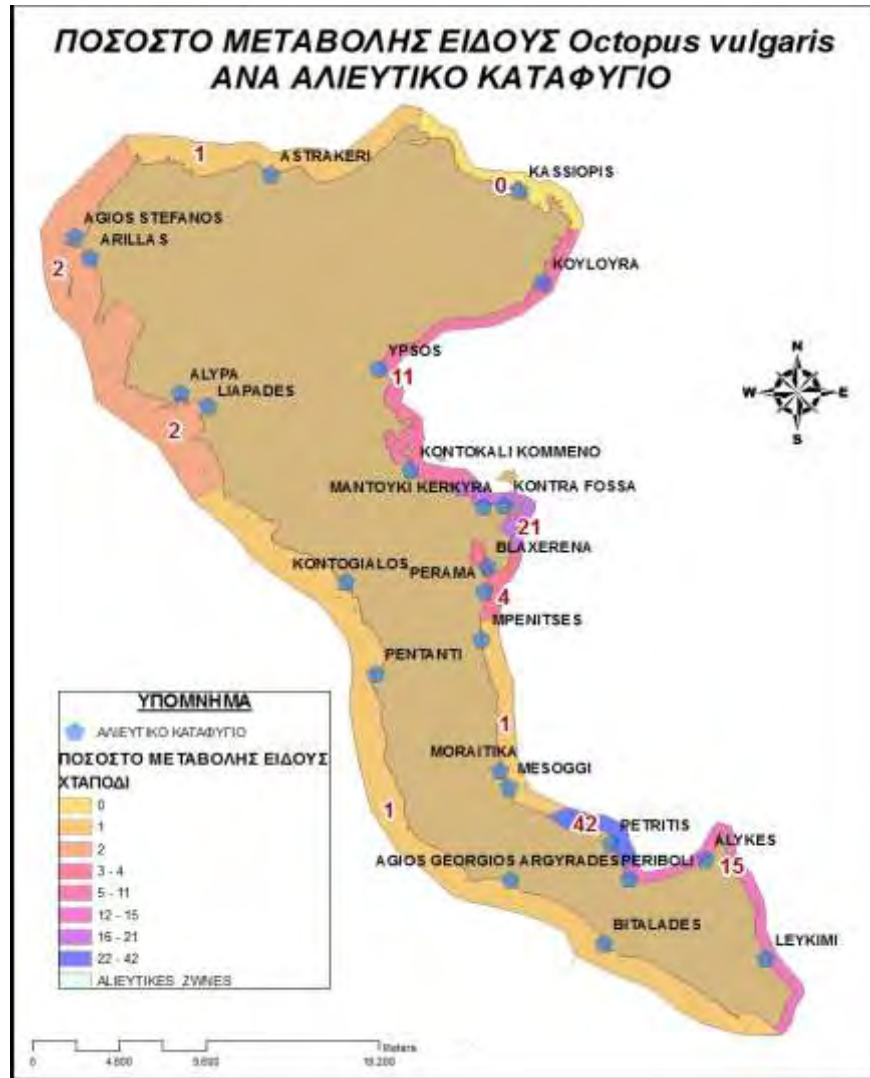 ΠΟΣΟΣΤΟ ΜΕΤΑΒΟΛΗΣ ΕΙΔΟΥΣ Octopus vulgaris
ΑΝΑ ΑΛΙΕΥΤΙΚΟ ΚΑΤΑΦΥΓΙΟ
1
ASTRAKERI
KASSIOPIS
0
AGIOS STEFANOS
ARILLAS
2
KOYLOYRA
N
W E
S
YPSOS
11
ALYPA
LIAPADES
2
KONTOKALI KOMMENO
MANTOYKI KERKYRA
KONTRA FOSSA
21
BLAXERENA
KONTOGIALOS
PERAMA
4
MPENITSES
PENTANTI
1
MORAITIKA
MESOGGI
1
42
PETRITIS
ALYKES
15
AGIOS GEORGIOS ARGYRADES
PERIBOLI
BITALADES
LEYKIMI
ΥΠΟΜΝΗΜΑ
ΑΛΙΕΥΤΙΚΟ ΚΑΤΑΦΥΓΙΟ
ΠΟΣΟΣΤΟ ΜΕΤΑΒΟΛΗΣ ΕΙΔΟΥΣ
ΧΤΑΠΟΔΙ
0
1
2
3 - 4
5 - 11
12 - 15
16 - 21
22 - 42
ALIEYTIKES ZWNES
Meters
0 4.800 9.600 19.200